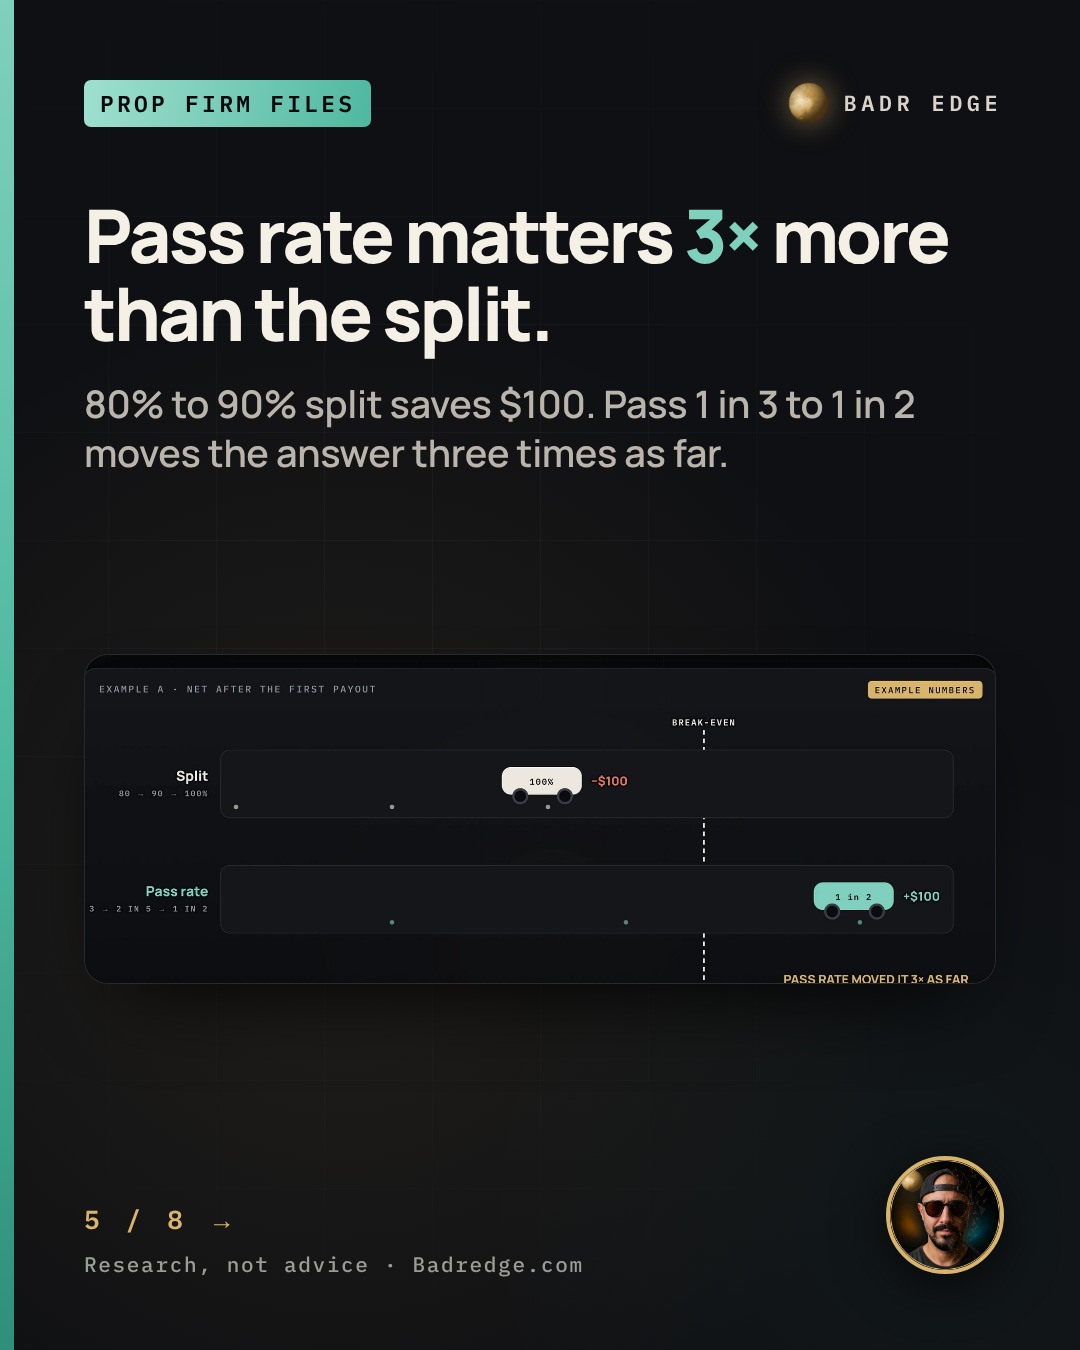 PROP FIRM FILES
BADR EDGE
Pass rate matters 3× more
than the split.
80% to 90% split saves $100. Pass 1 in 3 to 1 in 2
moves the answer three times as far.
EXAMPLE A · NET AFTER THE FIRST PAYOUT
EXAMPLE NUMBERS
BREAK-EVEN
Split
80 → 90 → 100%
100%
-$100
Pass rate
3 → 2 IN 5 → 1 IN 2
1 in 2
+$100
PASS RATE MOVED IT 3× AS FAR
5 / 8 →
Research, not advice · Badredge.com